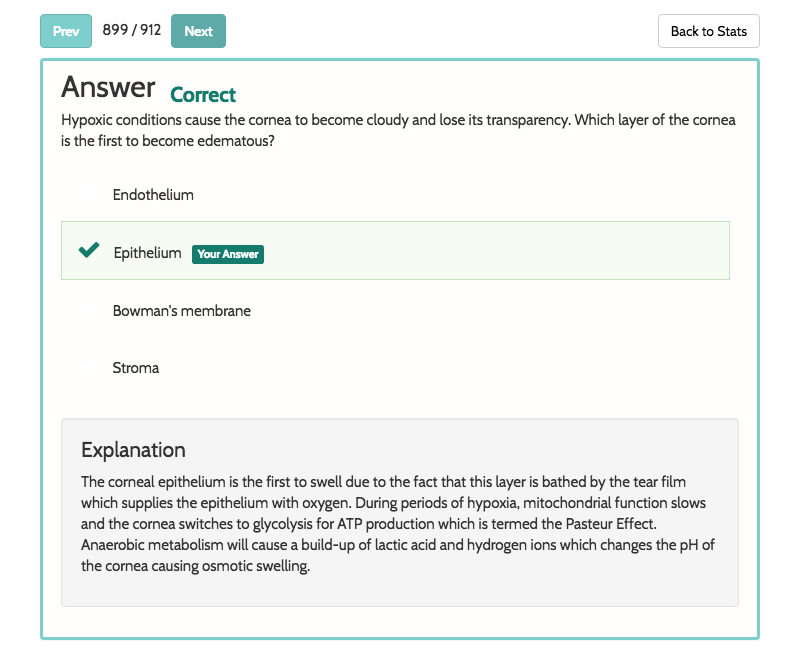 Prev 899 / 912 Next Back to Stats
Answer Correct
Hypoxic conditions cause the cornea to become cloudy and lose its transparency. Which layer of the cornea
is the first to become edematous?
Endothelium
Epithelium Your Answer
Bowman's membrane
Stroma
Explanation
The corneal epithelium is the first to swell due to the fact that this layer is bathed by the tear film
which supplies the epithelium with oxygen. During periods of hypoxia, mitochondrial function slows
and the cornea switches to glycolysis for ATP production which is termed the Pasteur Effect.
Anaerobic metabolism will cause a build-up of lactic acid and hydrogen ions which changes the pH of
the cornea causing osmotic swelling.